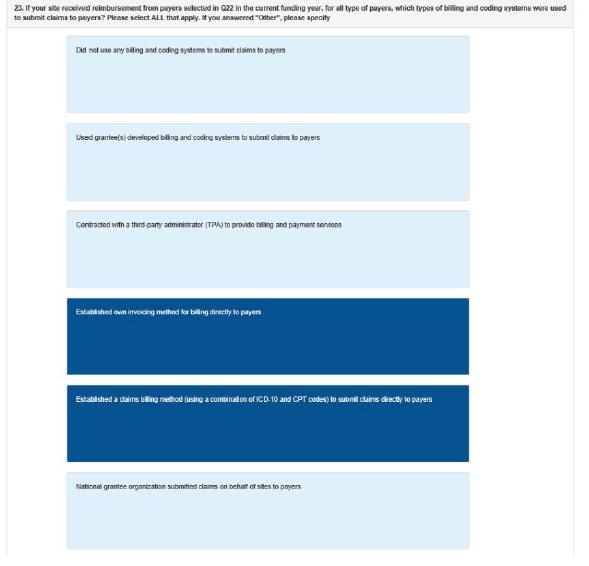 23. If your site received reimbursement from payers selected in Q22 in the current funding year, for all type of payers, which types of billing and coding systems were used
to submit claims to payers? Please select ALL that apply. If you answered "Other", please specify
Did not use any billing and coding systems to submit claims to payers
Used grantee(s) developed billing and coding systems to submit claims to payers
Contracted with a third-party administrator (TPA) to provide billing and payment services
Established own invoicing method for billing directly to payers
Established a claims billing method (using a combination of ICD-10 and CPT codes) to submit claims directly to payers
National grantee organization submitted claims on behalf of sites to payers